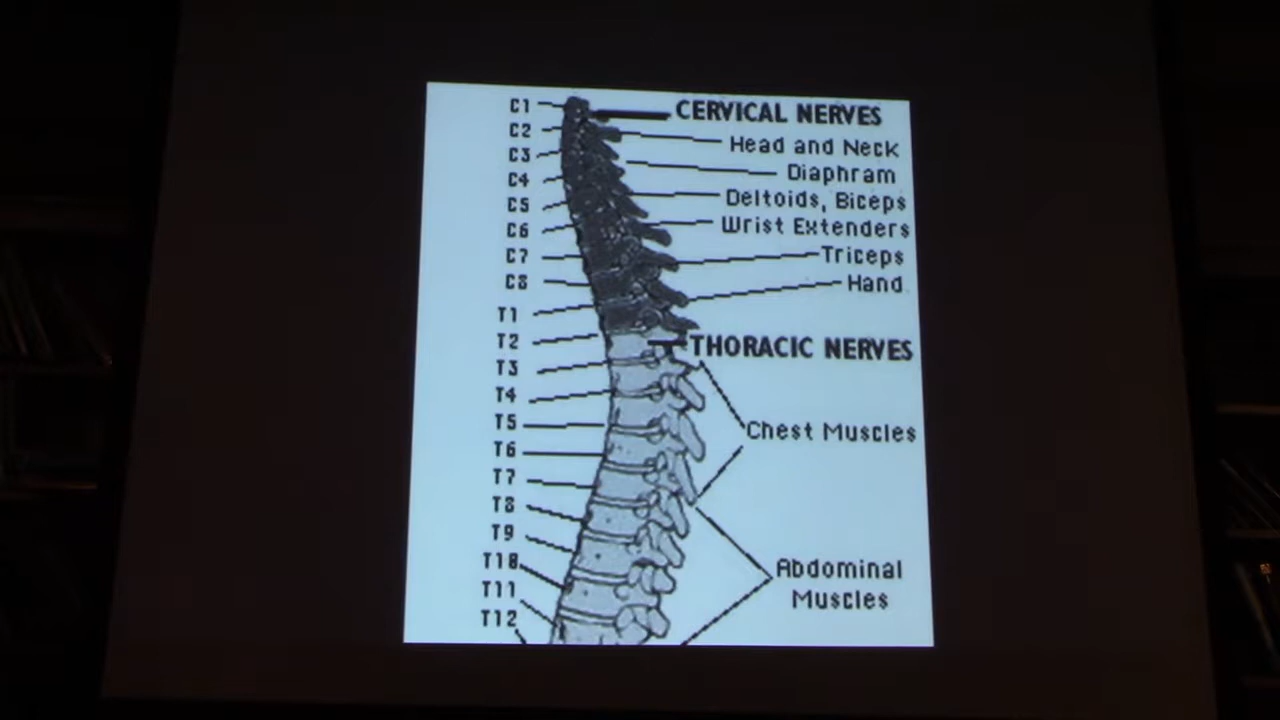 C1
CERVICAL NERVES
C2
Head and Neck
C3
Diaphram
C4
Deltoids, Biceps
C5
Wrist Extenders
C6
C7
Triceps
C8
Hand
T1
T2
THORACIC NERVES
T3
T4
T5
Chest Muscles
T6
T7
T8
T9
T10
Abdominal
T11
Muscles
T12